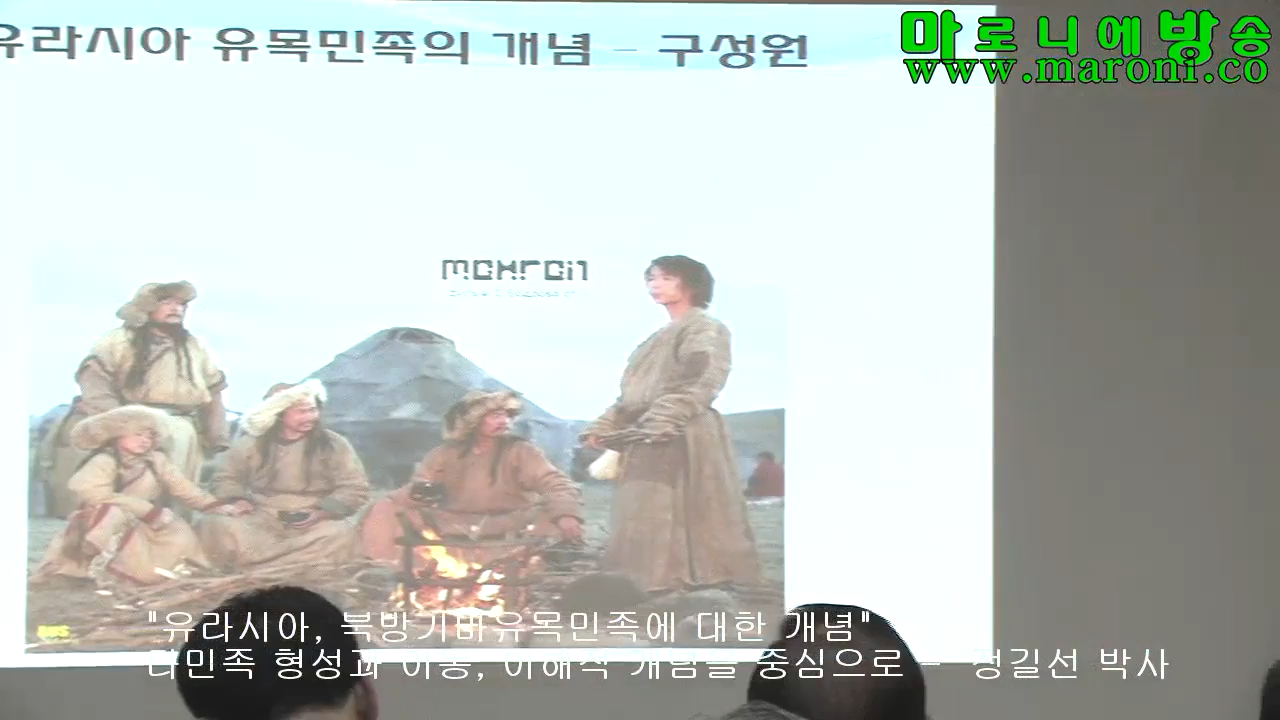 유라시아 유목민족의 개념 - 구성원
마로니에방송
www.maroni.co
"유라시아, 북방기마유목민족에 대한 개념"
다민족 형성과 이동, 이해적 개념을 중심으로 - 정길선 박사